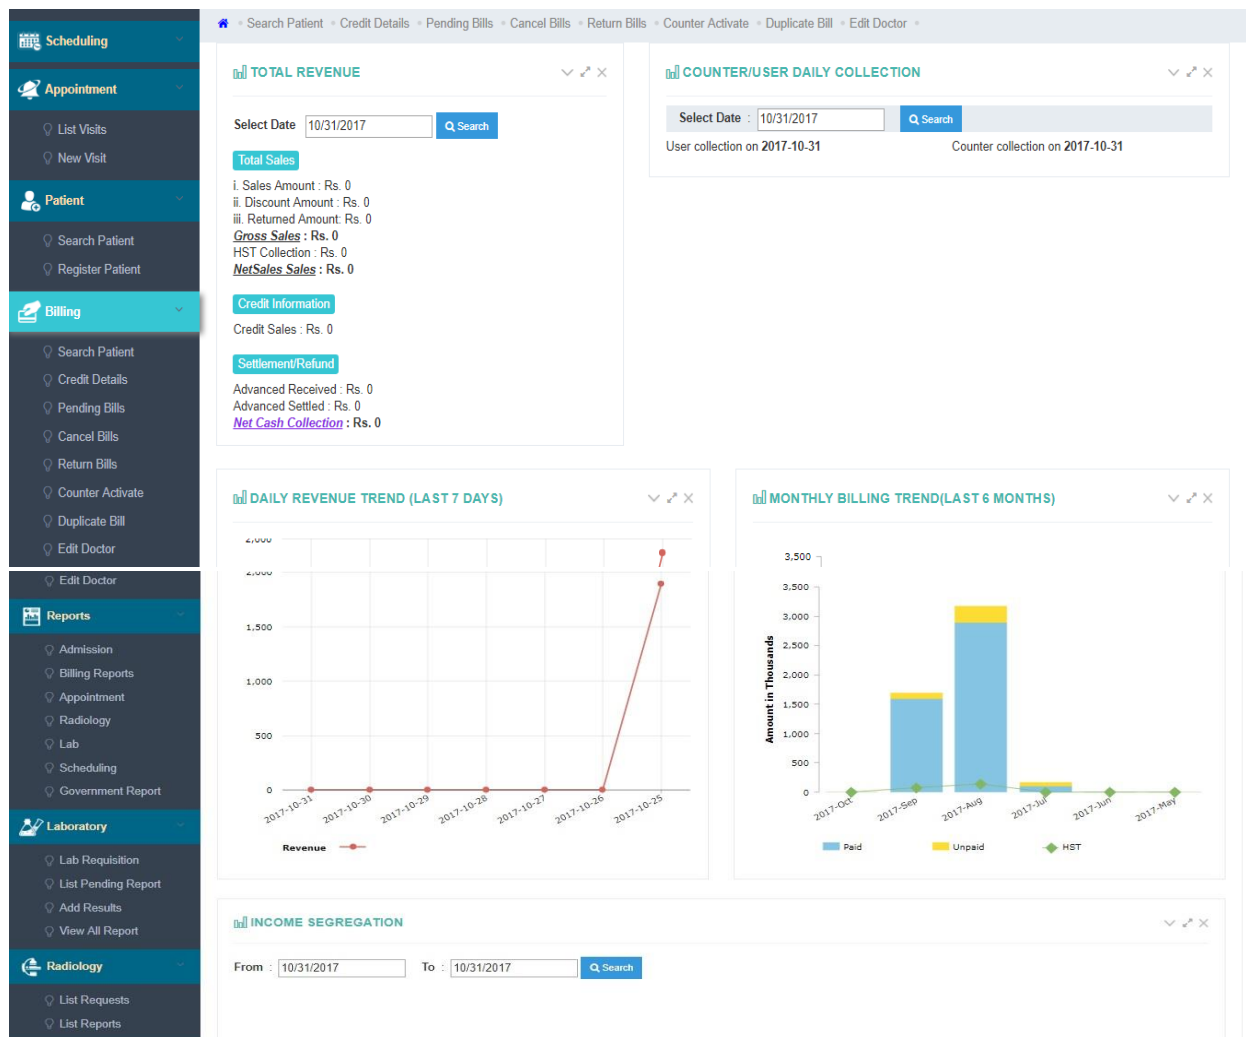 Search Patient Credit Details Pending Bills Cancel Bills Return Bills Counter Activate Duplicate Bill Edit Doctor
Scheduling
Appointment
List Visits
New Visit
Patient
Search Patient
Register Patient
Billing
Search Patient
Credit Details
Pending Bills
Cancel Bills
Return Bills
Counter Activate
Duplicate Bill
Edit Doctor
Edit Doctor
Reports
Admission
Billing Reports
Appointment
Radiology
Lab
Scheduling
Government Report
Laboratory
Lab Requisition
List Pending Report
Add Results
View All Report
Radiology
List Requests
List Reports
TOTAL REVENUE
Select Date 10/31/2017 Search
Total Sales
i. Sales Amount : Rs. 0
ii. Discount Amount : Rs. 0
iii. Returned Amount: Rs. 0
Gross Sales : Rs. 0
HST Collection : Rs. 0
NetSales Sales : Rs. 0
Credit Information
Credit Sales : Rs. 0
Settlement/Refund
Advanced Received : Rs. 0
Advanced Settled : Rs. 0
Net Cash Collection : Rs. 0
COUNTER/USER DAILY COLLECTION
Select Date : 10/31/2017 Search
User collection on 2017-10-31 Counter collection on 2017-10-31
DAILY REVENUE TREND (LAST 7 DAYS)
2,000
2,000
1,500
1,000
500
0
2017-10-31 2017-10-30 2017-10-29 2017-10-28 2017-10-27 2017-10-26 2017-10-25
Revenue
MONTHLY BILLING TREND(LAST 6 MONTHS)
3,500
3,500
3,000
2,500
2,000
1,500
1,000
500
0
Amount in Thousands
2017-Oct 2017-Sep 2017-Aug 2017-Jul 2017-Jun 2017-May
Paid Unpaid HST
INCOME SEGREGATION
From : 10/31/2017 To : 10/31/2017 Search